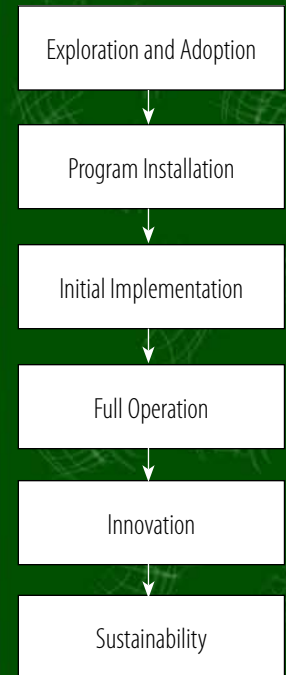 Exploration and Adoption
Program Installation
Initial Implementation
Full Operation
Innovation
Sustainability